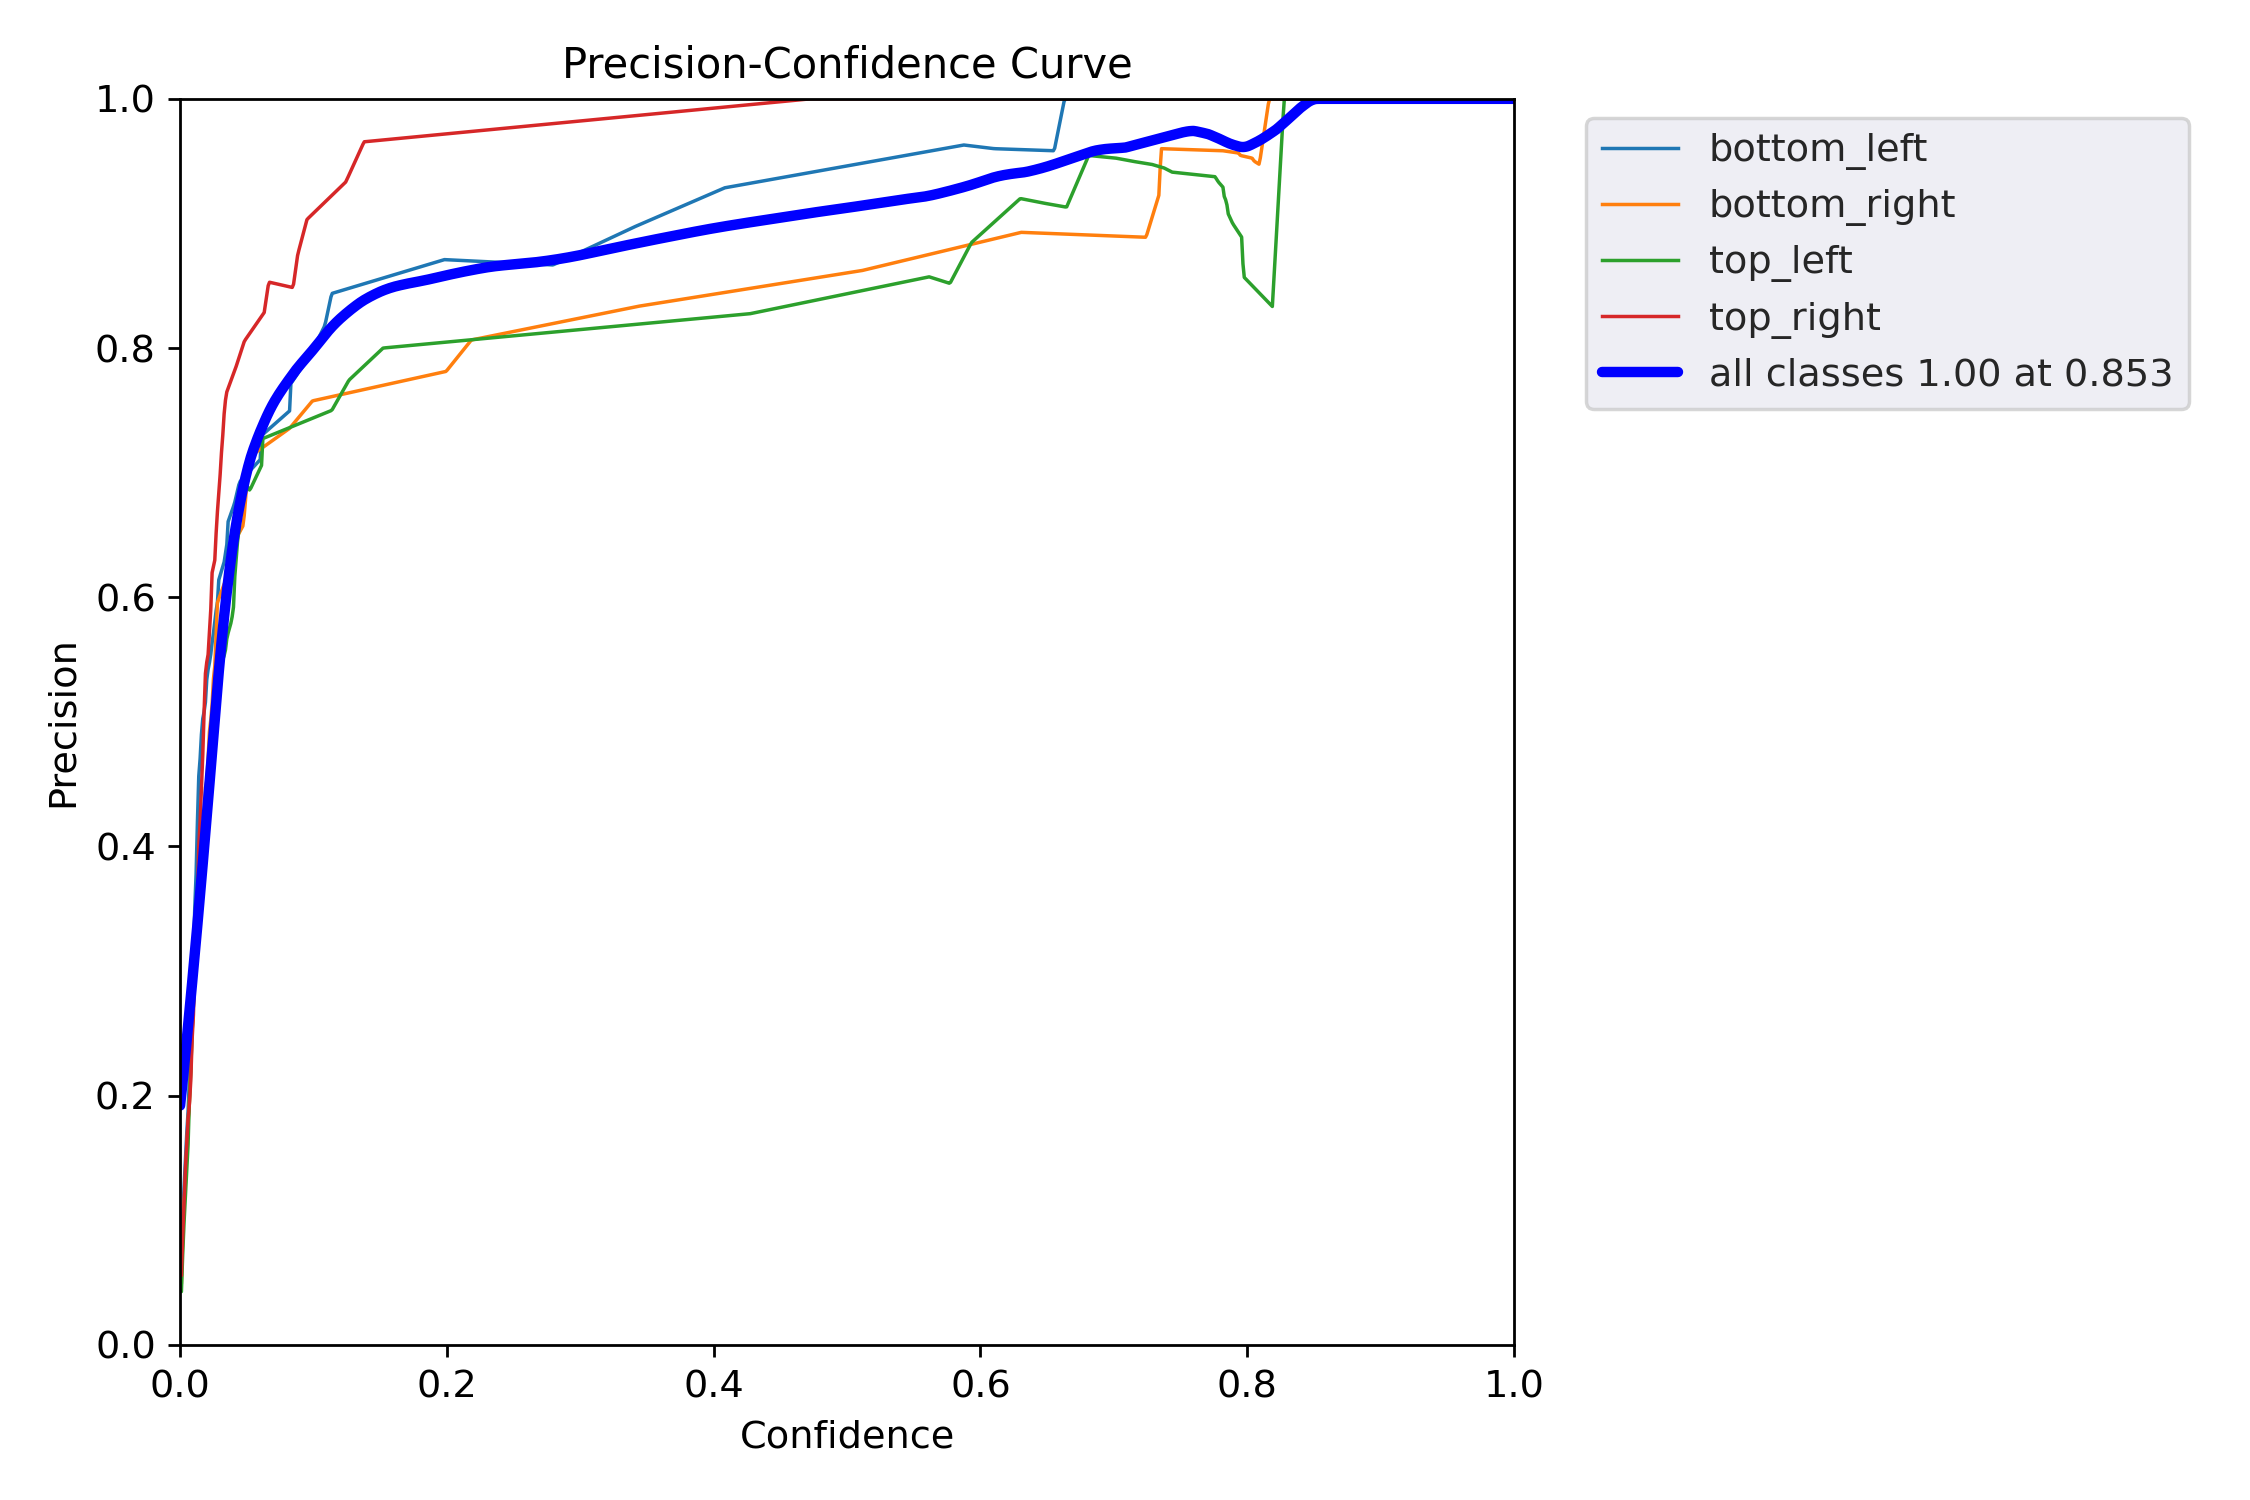 Precision-Confidence Curve
1.0
0.8
0.6
0.4
0.2
0.0
Precision
0.0 0.2 0.4 0.6 0.8 1.0
Confidence
bottom_left
bottom_right
top_left
top_right
all classes 1.00 at 0.853